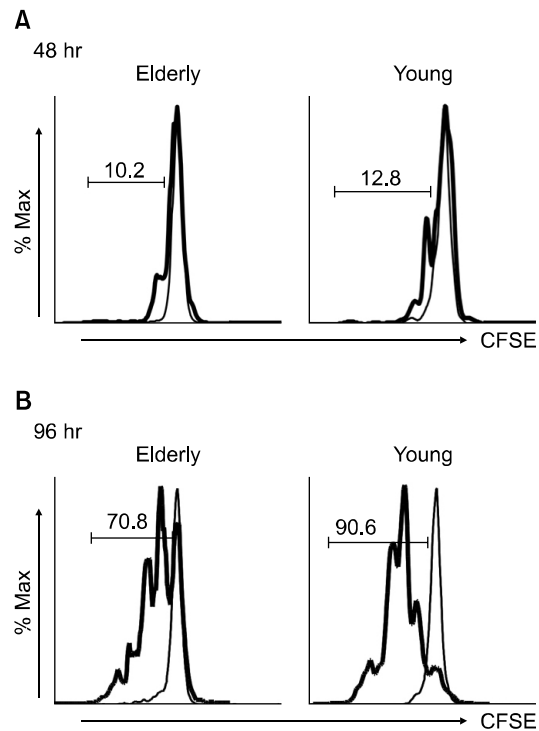 A
48 hr
Elderly
Young
10.2
12.8
% Max
CFSE
B
96 hr
Elderly
Young
70.8
90.6
% Max
CFSE